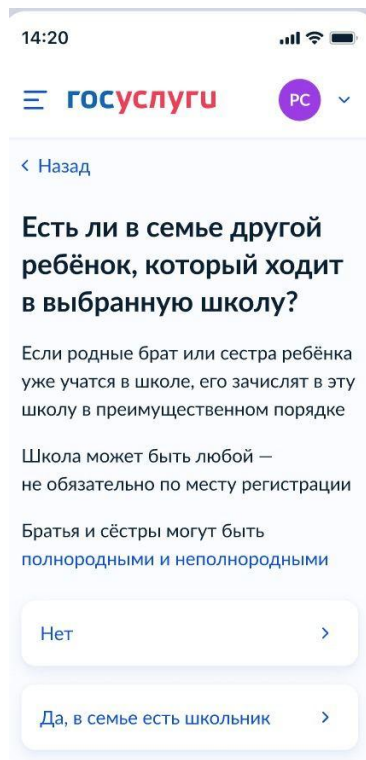 14:20
госуслуги
РС
Назад
Есть ли в семье другой
ребёнок, который ходит
в выбранную школу?
Если родные брат или сестра ребёнка
уже учатся в школе, его зачислят в эту
школу в преимущественном порядке
Школа может быть любой —
не обязательно по месту регистрации
Братья и сёстры могут быть
полнородными и неполнородными
Нет
Да, в семье есть школьник